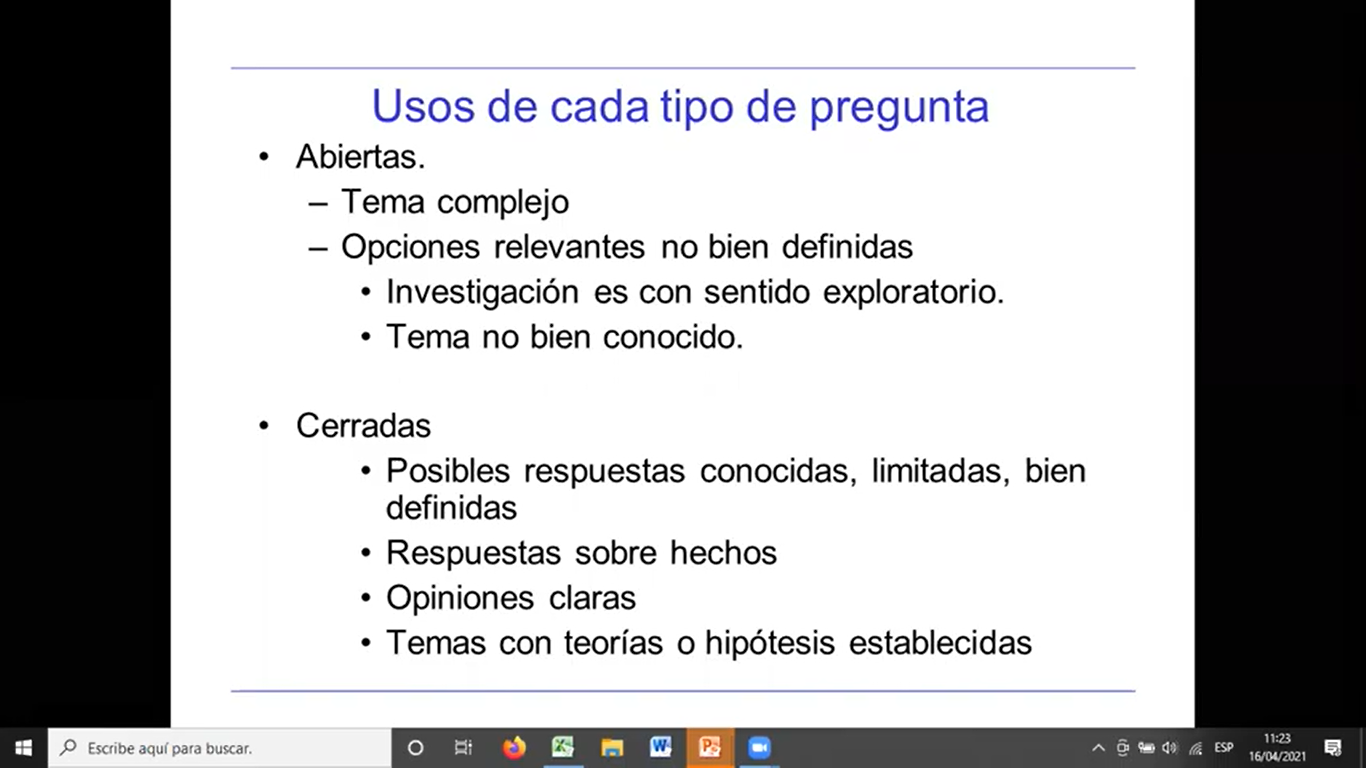 Usos de cada tipo de pregunta
• Abiertas.
– Tema complejo
– Opciones relevantes no bien definidas
• Investigación es con sentido exploratorio.
• Tema no bien conocido.
• Cerradas
• Posibles respuestas conocidas, limitadas, bien
definidas
• Respuestas sobre hechos
• Opiniones claras
• Temas con teorías o hipótesis establecidas
Escribe aquí para buscar.
ESP
11:23
16/04/2021